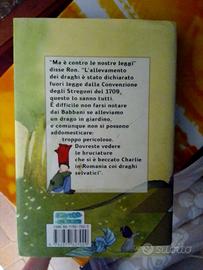 "Ma è contro le nostre leggi"
disse Ron. "L'allevamento
dei draghi è stato dichiarato
fuori legge dalla Convenzione
degli Stregoni del 1709,
questo lo sanno tutti.
È difficile non farsi notare
dai Babbani se alleviamo
un drago in giardino,
e comunque non si possono
addomesticare:
troppo pericoloso.
Dovreste vedere
le bruciature
che si è beccato Charlie
in Romania coi draghi
selvatici".
subito